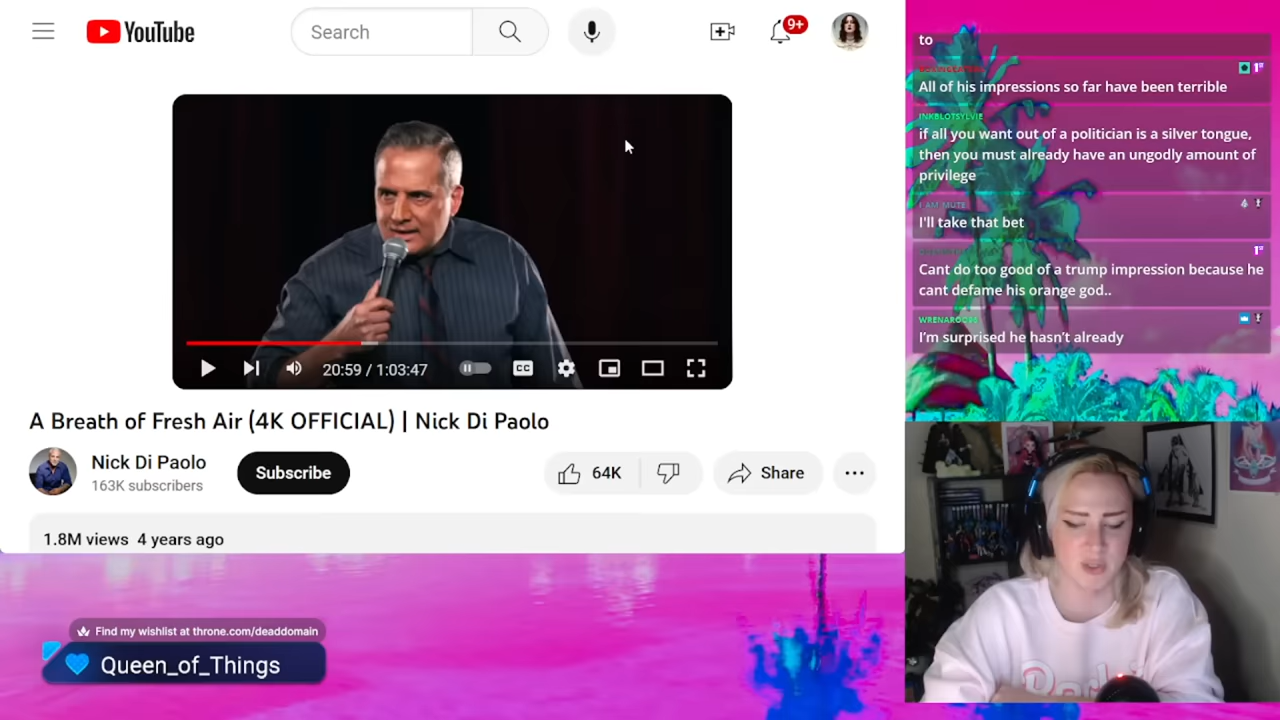 YouTube
Search
9+
20:59 / 1:03:47
CC
A Breath of Fresh Air (4K OFFICIAL) | Nick Di Paolo
Nick Di Paolo
163K subscribers
Subscribe
64K
Share
1.8M views 4 years ago
Find my wishlist at throne.com/deaddomain
Queen_of_Things
to
All of his impressions so far have been terrible
INKBLOTSYLVIE
if all you want out of a politician is a silver tongue,
then you must already have an ungodly amount of
privilege
I AM MUTE
I'll take that bet
Cant do too good of a trump impression because he
cant defame his orange god..
I'm surprised he hasn't already